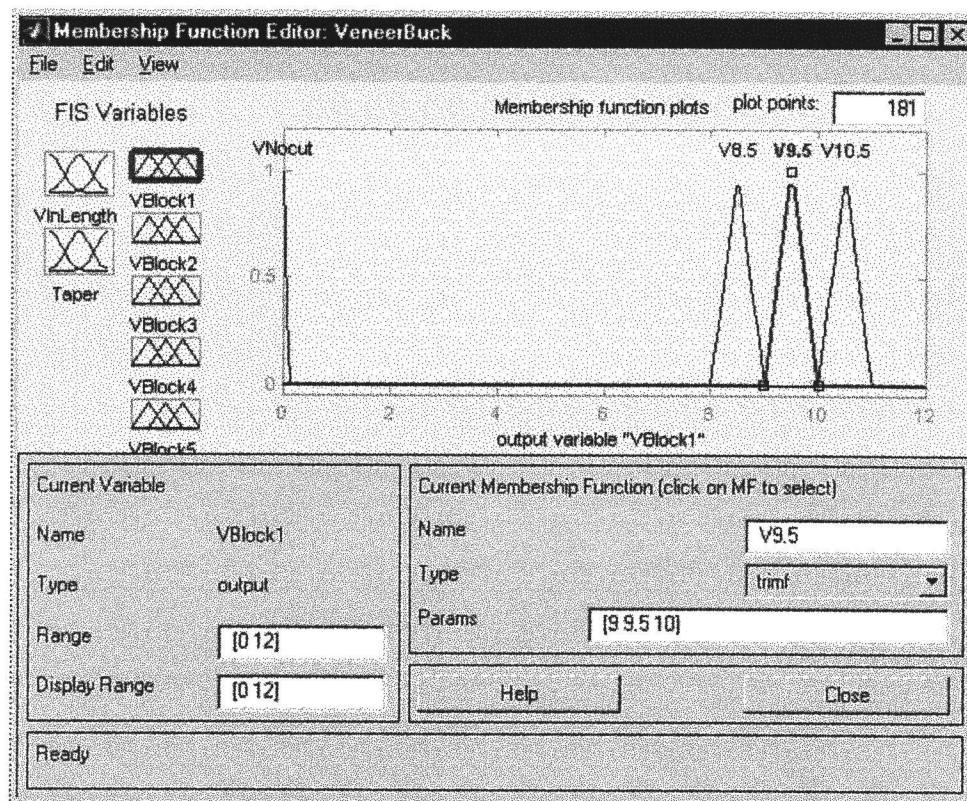 Membership Function Editor: VeneerBuck
File Edit View
FIS Variables
Membership function plots plot points: 181
VInLength
Taper
VBlock1
VBlock2
VBlock3
VBlock4
VBlock5
VNocut V8.5 V9.5 V10.5
1
0.5
0
0 2 4 6 8 10 12
output variable "VBlock1"
Current Variable
Name VBlock1
Type output
Range [0 12]
Display Range [0 12]
Current Membership Function (click on MF to select)
Name V9.5
Type trimf
Params [9 9.5 10]
Help Close
Ready